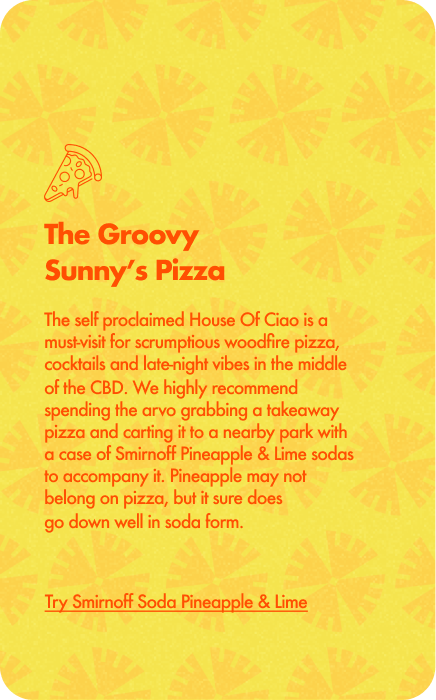 The Groovy
Sunny's Pizza
The self proclaimed House Of Ciao is a
must-visit for scrumptious woodfire pizza,
cocktails and late-night vibes in the middle
of the CBD. We highly recommend
spending the arvo grabbing a takeaway
pizza and carting it to a nearby park with
a case of Smirnoff Pineapple & Lime sodas
to accompany it. Pineapple may not
belong on pizza, but it sure does
go down well in soda form.
Try Smirnoff Soda Pineapple & Lime